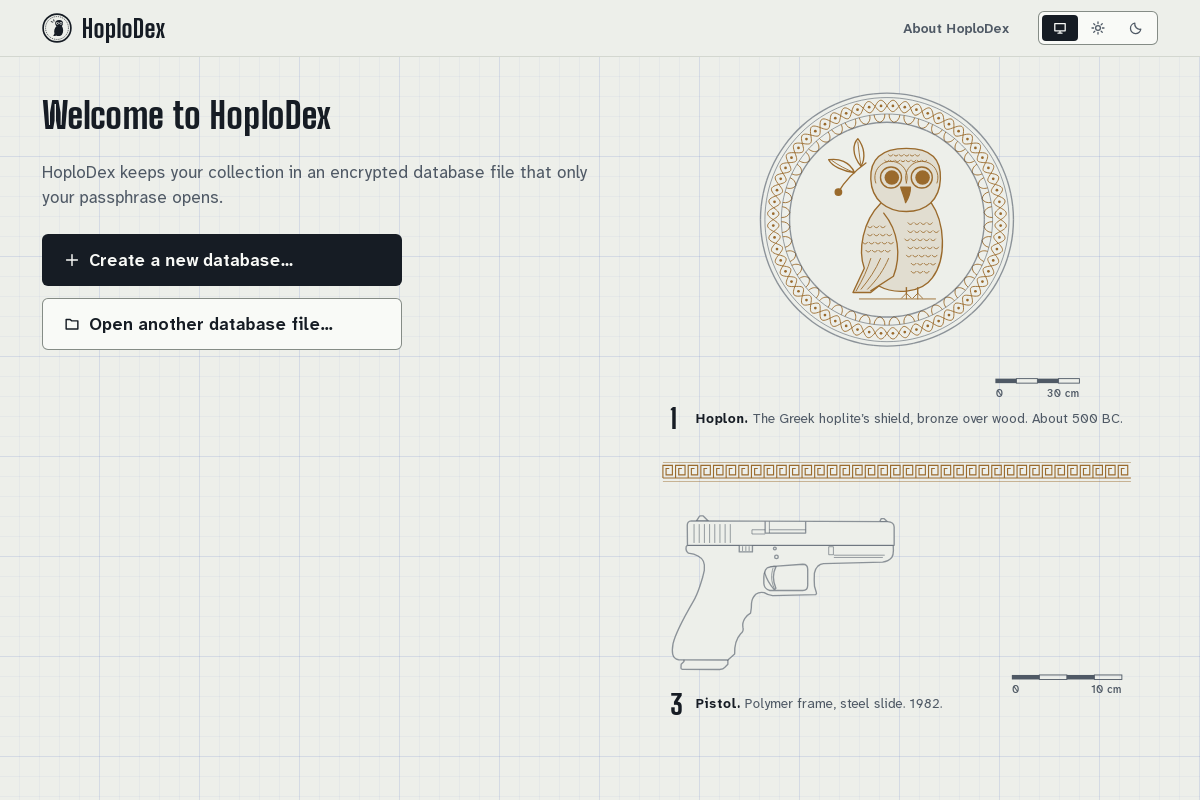 HoploDex
About HoploDex
Welcome to HoploDex
HoploDex keeps your collection in an encrypted database file that only
your passphrase opens.
Create a new database…
Open another database file…
0 30 cm
1 Hoplon. The Greek hoplite's shield, bronze over wood. About 500 BC.
0 10 cm
3 Pistol. Polymer frame, steel slide. 1982.